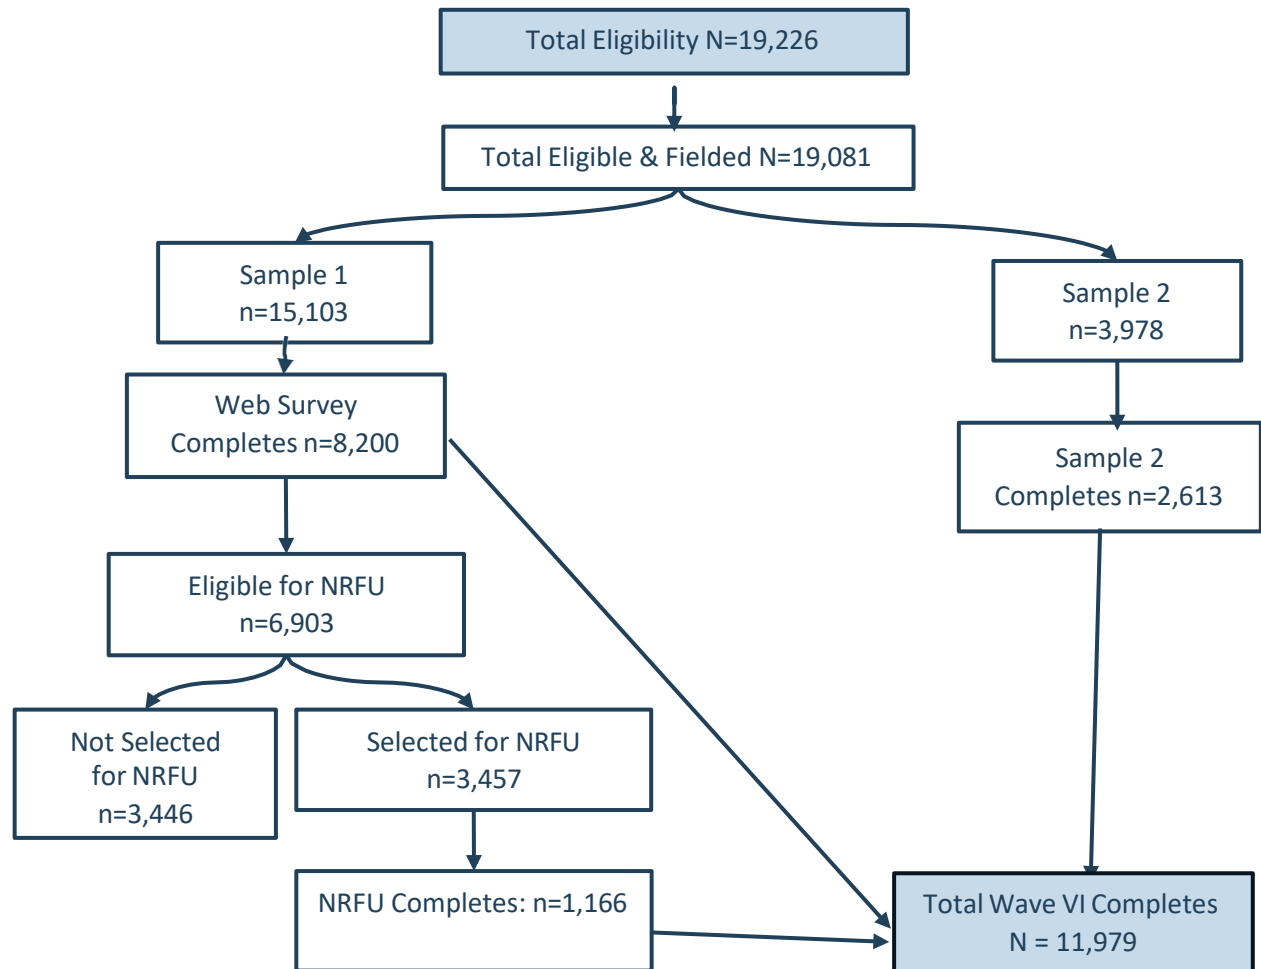 Total Eligibility N=19,226
Total Eligible & Fielded N=19,081
Sample 1
n=15,103
Sample 2
n=3,978
Web Survey
Completes n=8,200
Sample 2
Completes n=2,613
Eligible for NRFU
n=6,903
Not Selected
for NRFU
n=3,446
Selected for NRFU
n=3,457
NRFU Completes: n=1,166
Total Wave VI Completes
N = 11,979